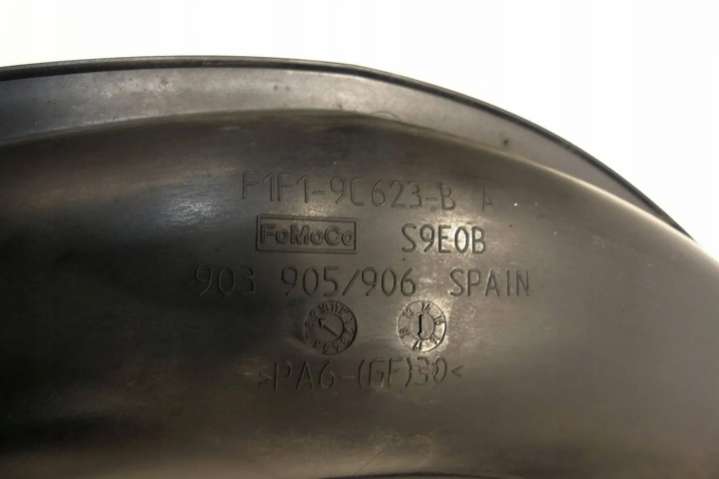 F1F1-9C623-B A
FoMoCo S9E0B
903 905/906 SPAIN
>PA6-(GF)30<